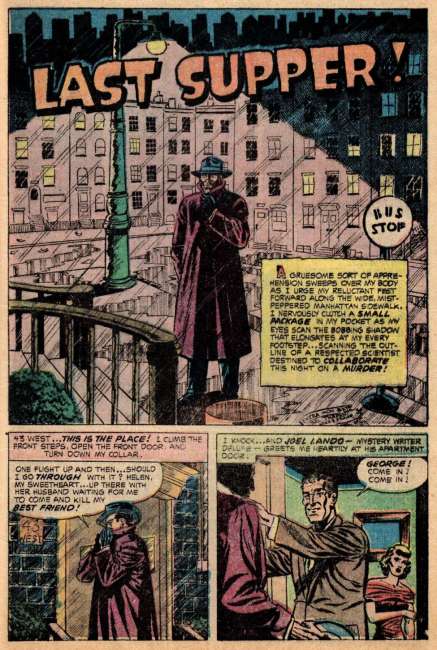 LAST SUPPER!
BUS
STOP
A GRUESOME SORT OF APPRE-
HENSION SWEEPS OVER MY BODY
AS I URGE MY RELUCTANT FEET
FORWARD ALONG THE WIDE, MIST-
PEPPERED MANHATTAN SIDEWALK.
I NERVOUSLY CLUTCH A SMALL
PACKAGE IN MY POCKET AS MY
EYES SCAN THE BOBBING SHADOW
THAT ELONGATES AT MY EVERY
FOOTSTEP...SCANNING THE OUT-
LINE OF A RESPECTED SCIENTIST
DESTINED TO COLLABORATE
THIS NIGHT ON A MURDER!
43 WEST...THIS IS THE PLACE! I CLIMB THE
FRONT STEPS, OPEN THE FRONT DOOR, AND
TURN DOWN MY COLLAR.
ONE FLIGHT UP AND THEN...SHOULD
I GO THROUGH WITH IT? HELEN,
MY SWEETHEART...UP THERE WITH
HER HUSBAND WAITING FOR ME
TO COME AND KILL MY
BEST FRIEND!
43
WEST
I KNOCK...AND JOEL LANDO- MYSTERY WRITER
DELUXE- GREETS ME HEARTILY AT HIS APARTMENT
DOOR.
GEORGE!
COME IN!
COME IN!